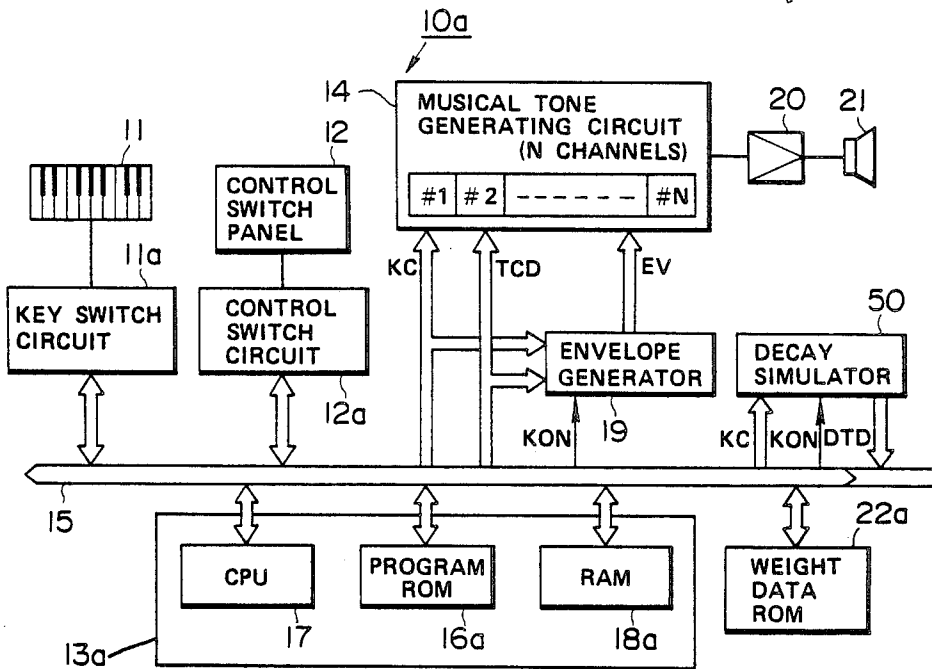 10a
14
MUSICAL TONE
GENERATING CIRCUIT
(N CHANNELS)
#1 #2 ------ #N
20
21
11
12
CONTROL
SWITCH
PANEL
11a
KEY SWITCH
CIRCUIT
CONTROL
SWITCH
CIRCUIT
12a
KC
TCD
EV
ENVELOPE
GENERATOR
19
KON
50
DECAY
SIMULATOR
KC
KON
DTD
15
CPU
17
PROGRAM
ROM
16a
RAM
18a
13a
22a
WEIGHT
DATA
ROM